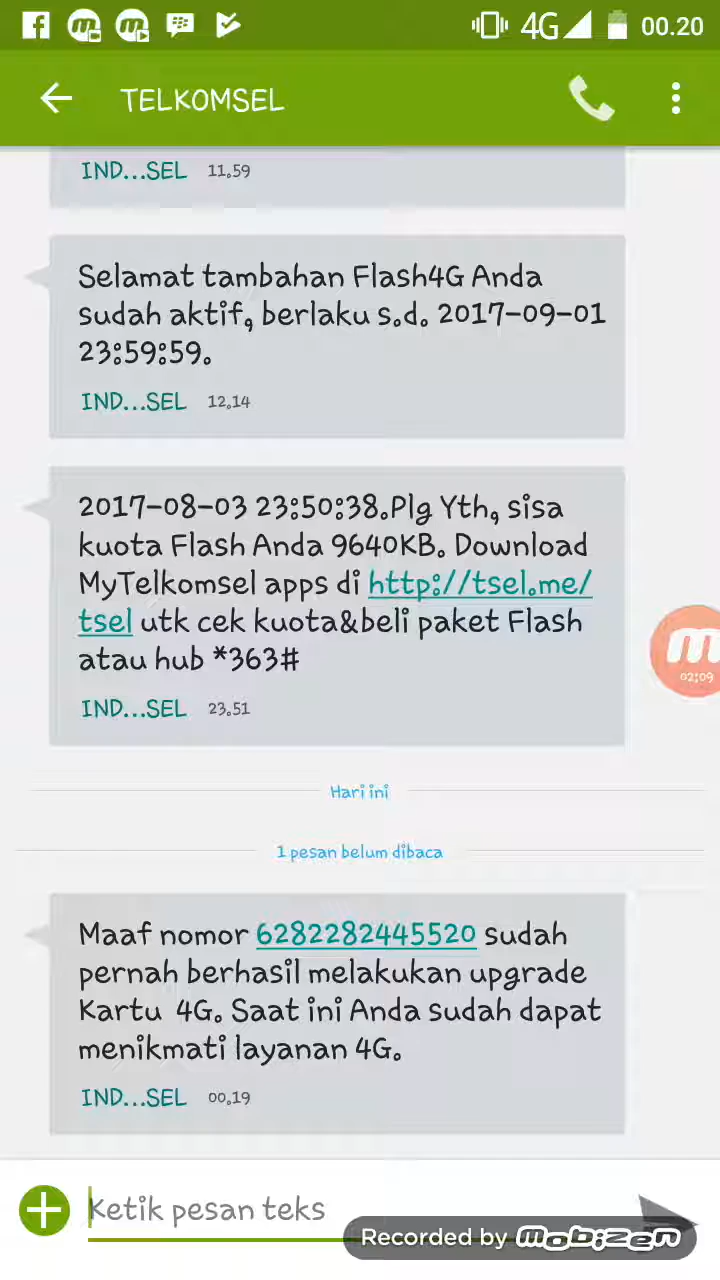 00.20
4G
TELKOMSEL
IND...SEL 11.59
Selamat tambahan Flash4G Anda
sudah aktif, berlaku s.d. 2017-09-01
23:59:59.
IND...SEL 12.14
2017-08-03 23:50:38.Plg Yth, sisa
kuota Flash Anda 9640KB. Download
MyTelkomsel apps di http://tsel.me/
tsel utk cek kuota&beli paket Flash
atau hub *363#
02:09
IND...SEL 23.51
Hari ini
1 pesan belum dibaca
Maaf nomor 6282282445520 sudah
pernah berhasil melakukan upgrade
Kartu 4G. Saat ini Anda sudah dapat
menikmati layanan 4G.
IND...SEL 00.19
Ketik pesan teks
Recorded by mobizen